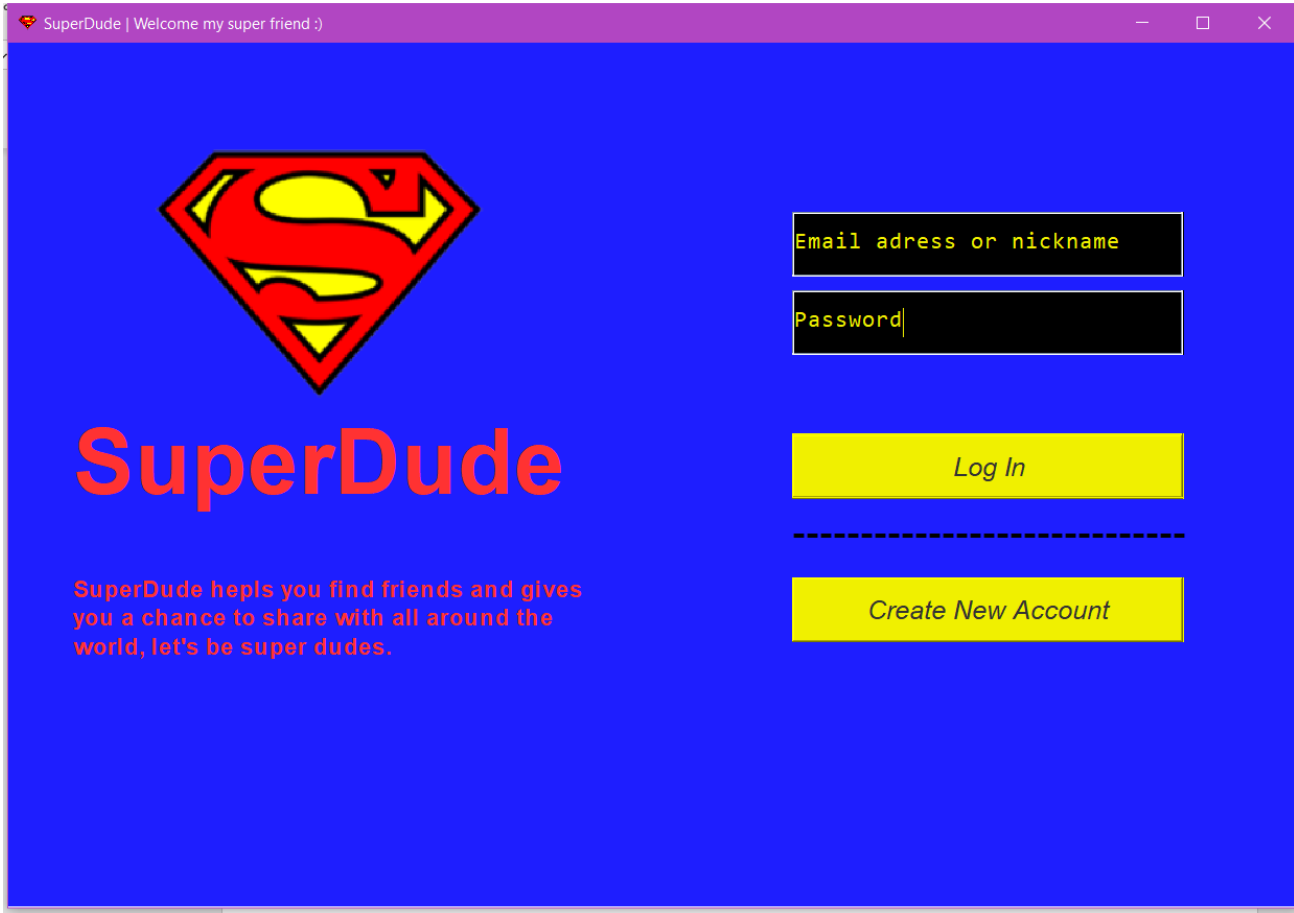 SuperDude | Welcome my super friend :)
S
SuperDude
SuperDude hepls you find friends and gives
you a chance to share with all around the
world, let's be super dudes.
Email adress or nickname
Password
Log In
-----------------------------
Create New Account